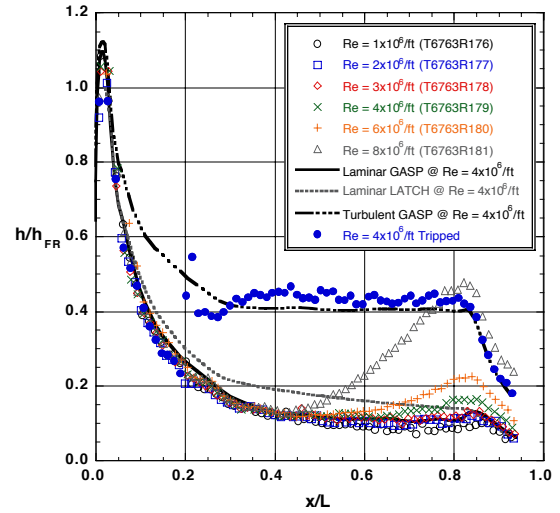 1.2
1.0
0.8
0.6
0.4
0.2
0.0
h/h_FR
Re = 1x10^6/ft (T6763R176)
Re = 2x10^6/ft (T6763R177)
Re = 3x10^6/ft (T6763R178)
Re = 4x10^6/ft (T6763R179)
Re = 6x10^6/ft (T6763R180)
Re = 8x10^6/ft (T6763R181)
Laminar GASP @ Re = 4x10^6/ft
Laminar LATCH @ Re = 4x10^6/ft
Turbulent GASP @ Re = 4x10^6/ft
Re = 4x10^6/ft Tripped
0.0 0.2 0.4 0.6 0.8 1.0
x/L